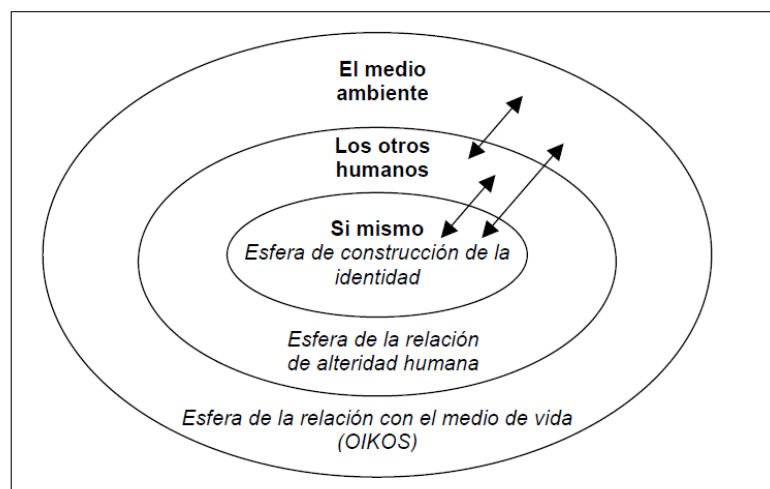 El medio
ambiente
Los otros
humanos
Si mismo
Esfera de construcción de la
identidad
Esfera de la relación
de alteridad humana
Esfera de la relación con el medio de vida
(OIKOS)